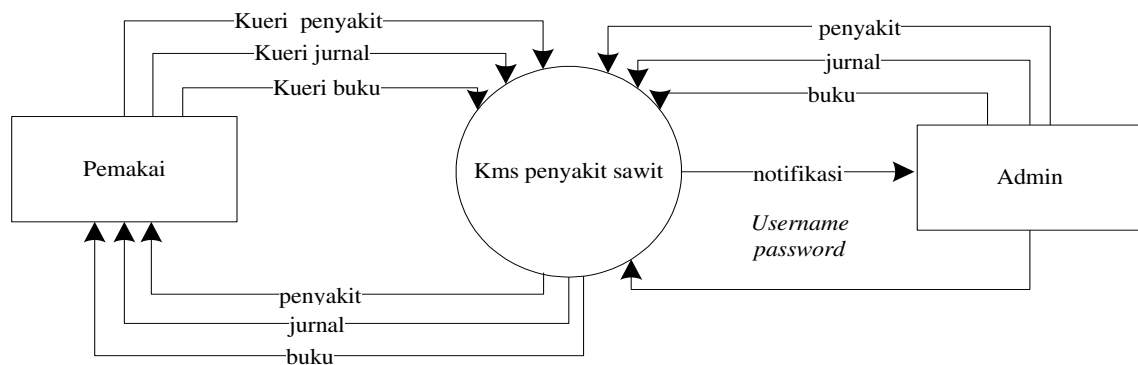 Kueri penyakit
Kueri jurnal
Kueri buku
penyakit
jurnal
buku
Pemakai
Kms penyakit sawit
notifikasi
Admin
Username
password
penyakit
jurnal
buku